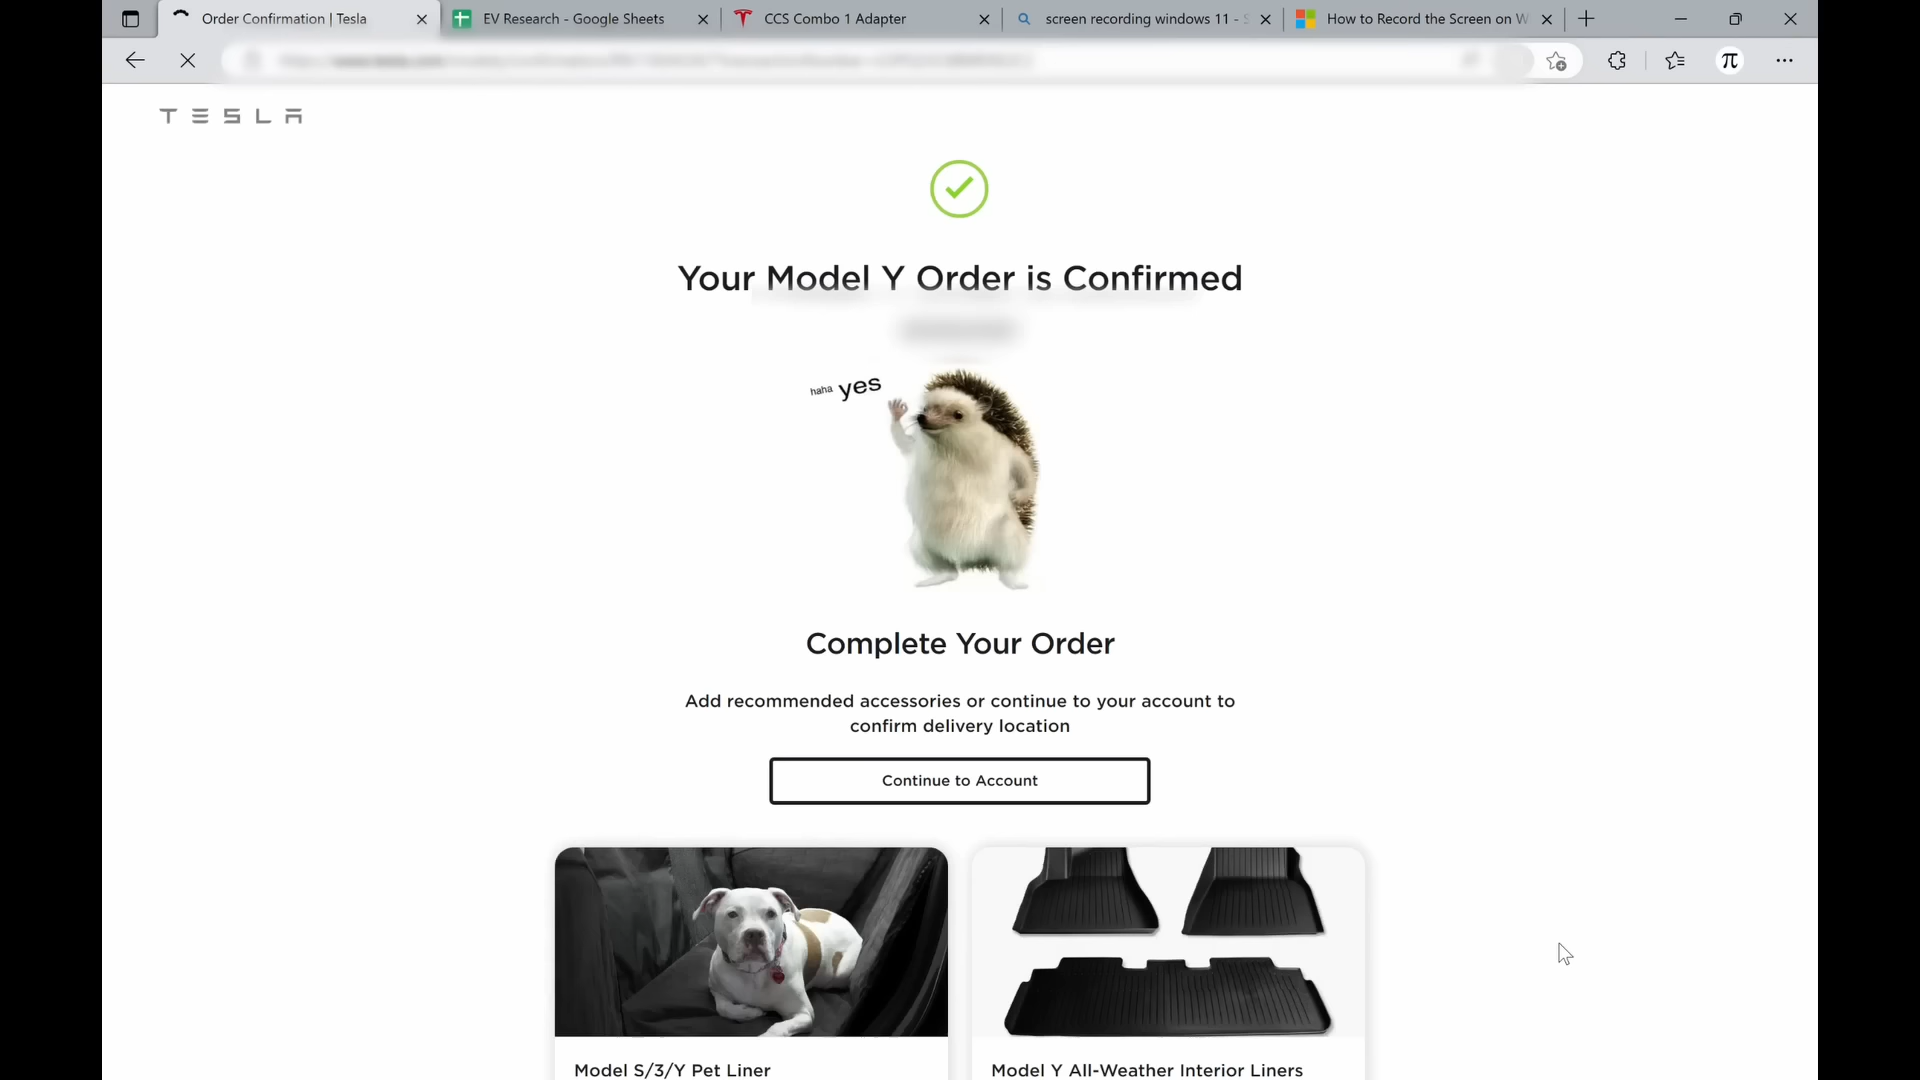 Order Confirmation | Tesla
EV Research - Google Sheets
CCS Combo 1 Adapter
screen recording windows 11 - S
How to Record the Screen on W
TESLA
Your Model Y Order is Confirmed
haha yes
Complete Your Order
Add recommended accessories or continue to your account to
confirm delivery location
Continue to Account
Model S/3/Y Pet Liner
Model Y All-Weather Interior Liners